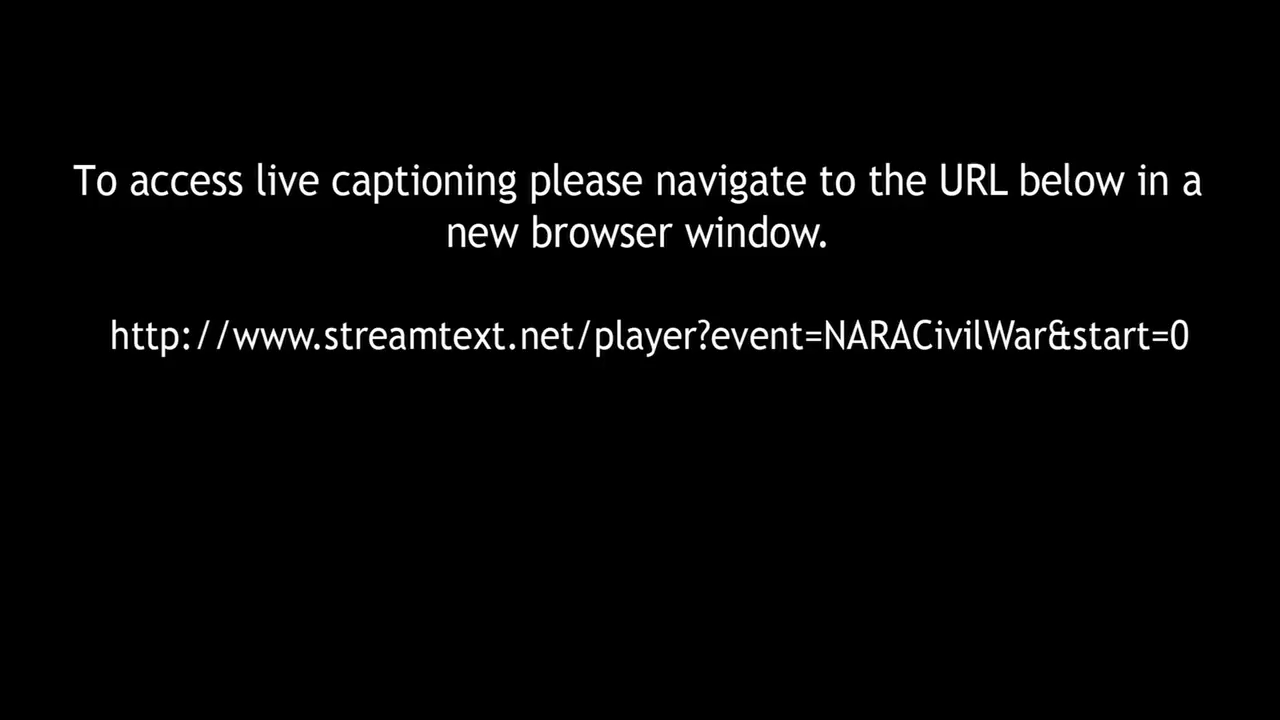 To access live captioning please navigate to the URL below in a
new browser window.
http://www.streamtext.net/player?event=NARACivilWar&start=0